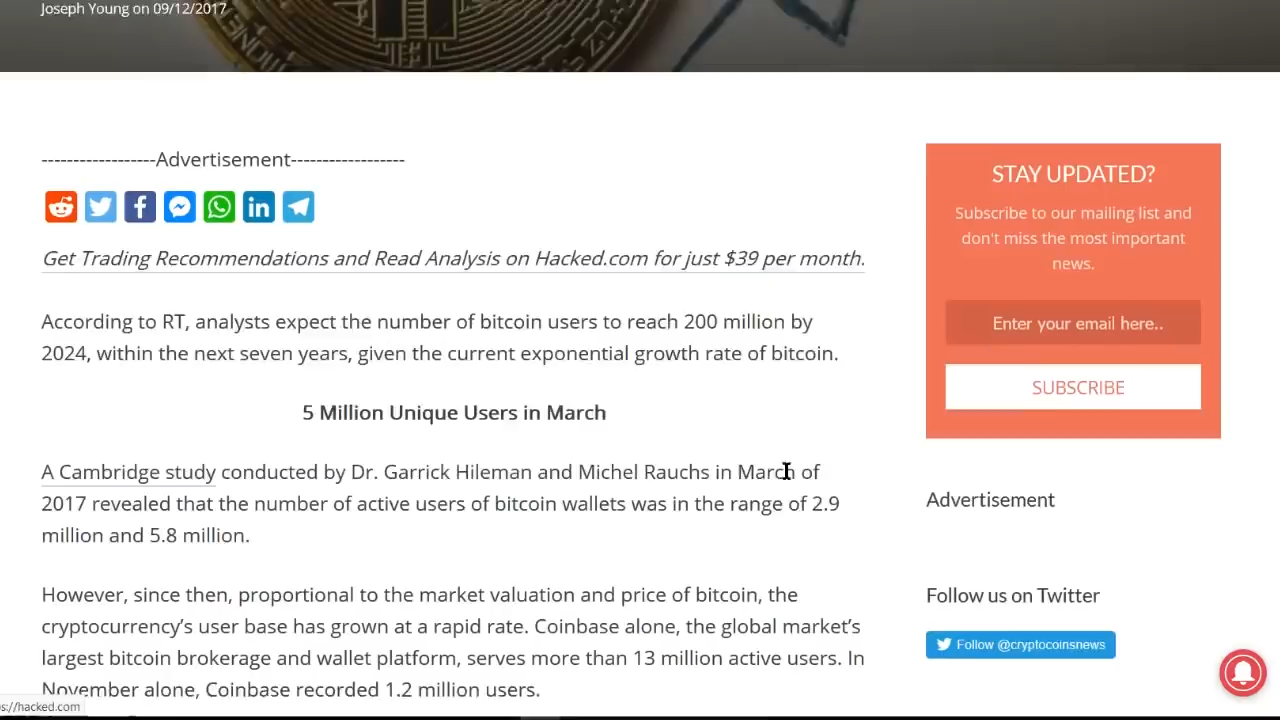 Joseph Young on 09/12/2017
------------------Advertisement------------------
Get Trading Recommendations and Read Analysis on Hacked.com for just $39 per month.
According to RT, analysts expect the number of bitcoin users to reach 200 million by
2024, within the next seven years, given the current exponential growth rate of bitcoin.
5 Million Unique Users in March
A Cambridge study conducted by Dr. Garrick Hileman and Michel Rauchs in March of
2017 revealed that the number of active users of bitcoin wallets was in the range of 2.9
million and 5.8 million.
However, since then, proportional to the market valuation and price of bitcoin, the
cryptocurrency’s user base has grown at a rapid rate. Coinbase alone, the global market’s
largest bitcoin brokerage and wallet platform, serves more than 13 million active users. In
November alone, Coinbase recorded 1.2 million users.
s://hacked.com
STAY UPDATED?
Subscribe to our mailing list and
don't miss the most important
news.
Enter your email here..
SUBSCRIBE
Advertisement
Follow us on Twitter
Follow @cryptocoinsnews